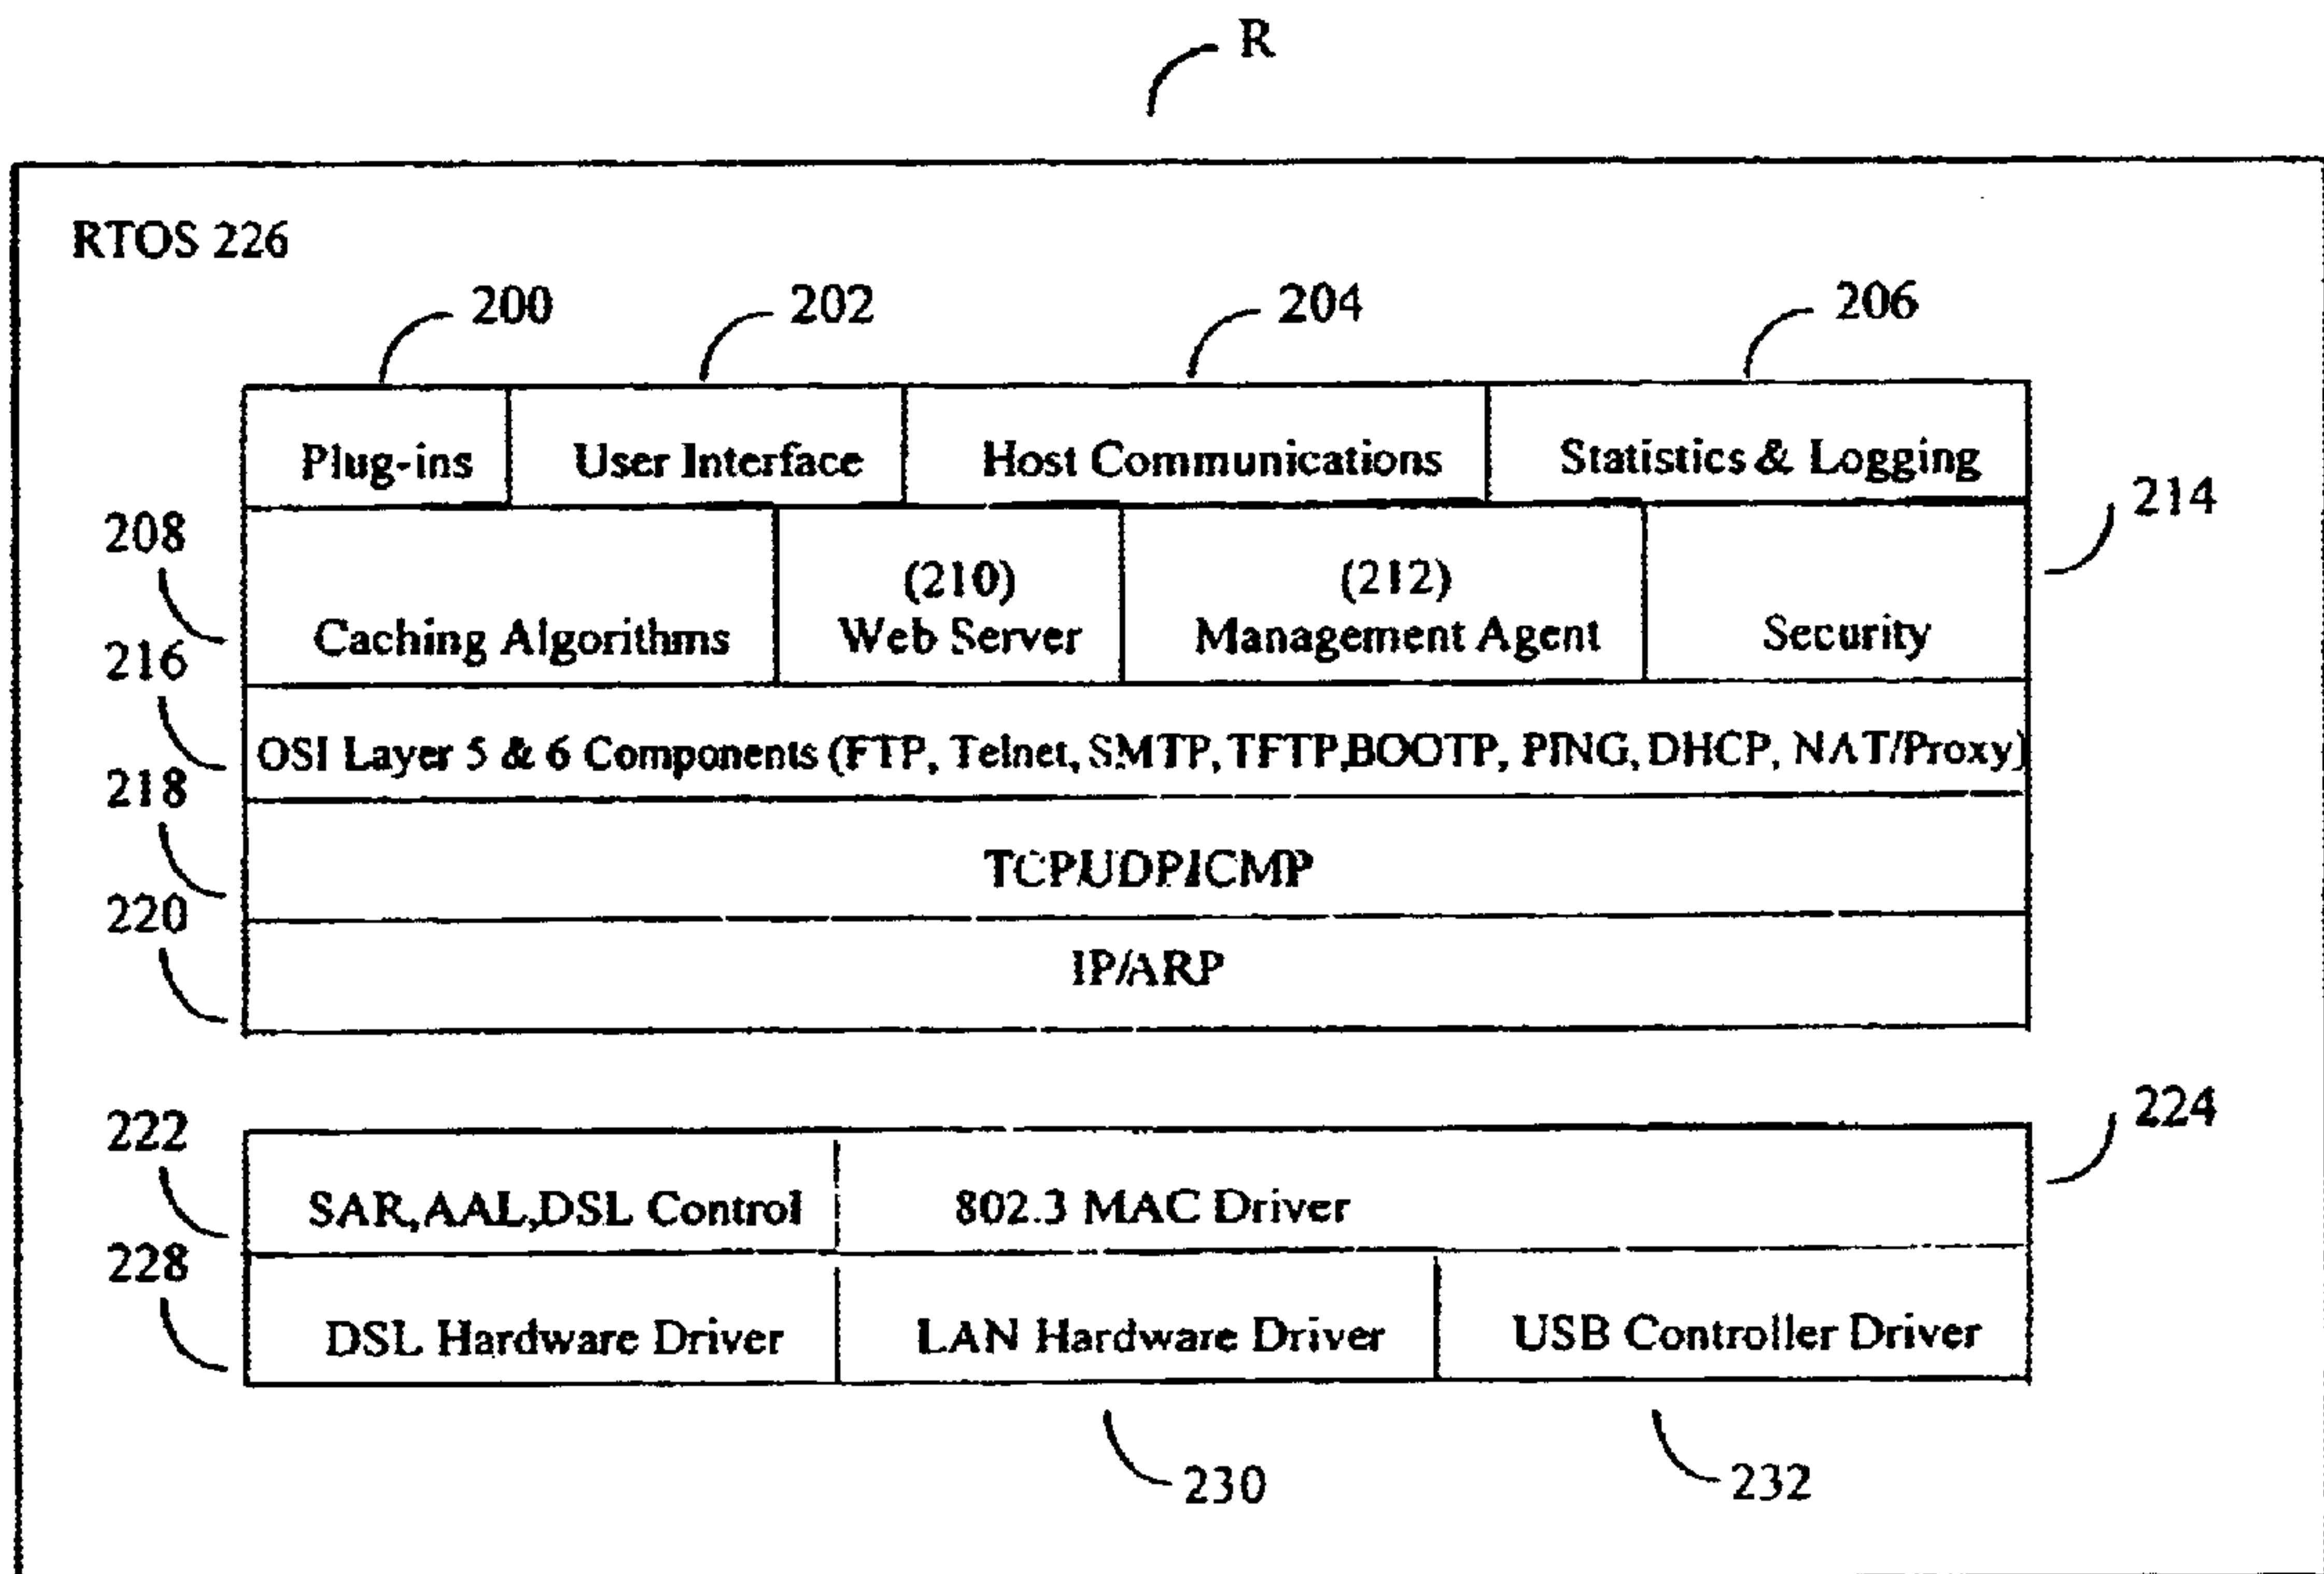 R
RTOS 226
200 202 204 206
Plug-ins User Interface Host Communications Statistics & Logging
214
208
(210) (212)
Caching Algorithms Web Server Management Agent Security
216
OSI Layer 5 & 6 Components (FTP, Telnet, SMTP, TFTP,BOOTP, PING, DHCP, NAT/Proxy)
218
TCP/UDP/ICMP
220
IP/ARP
222 224
SAR,AAL,DSL Control 802.3 MAC Driver
228
DSL Hardware Driver LAN Hardware Driver USB Controller Driver
230 232